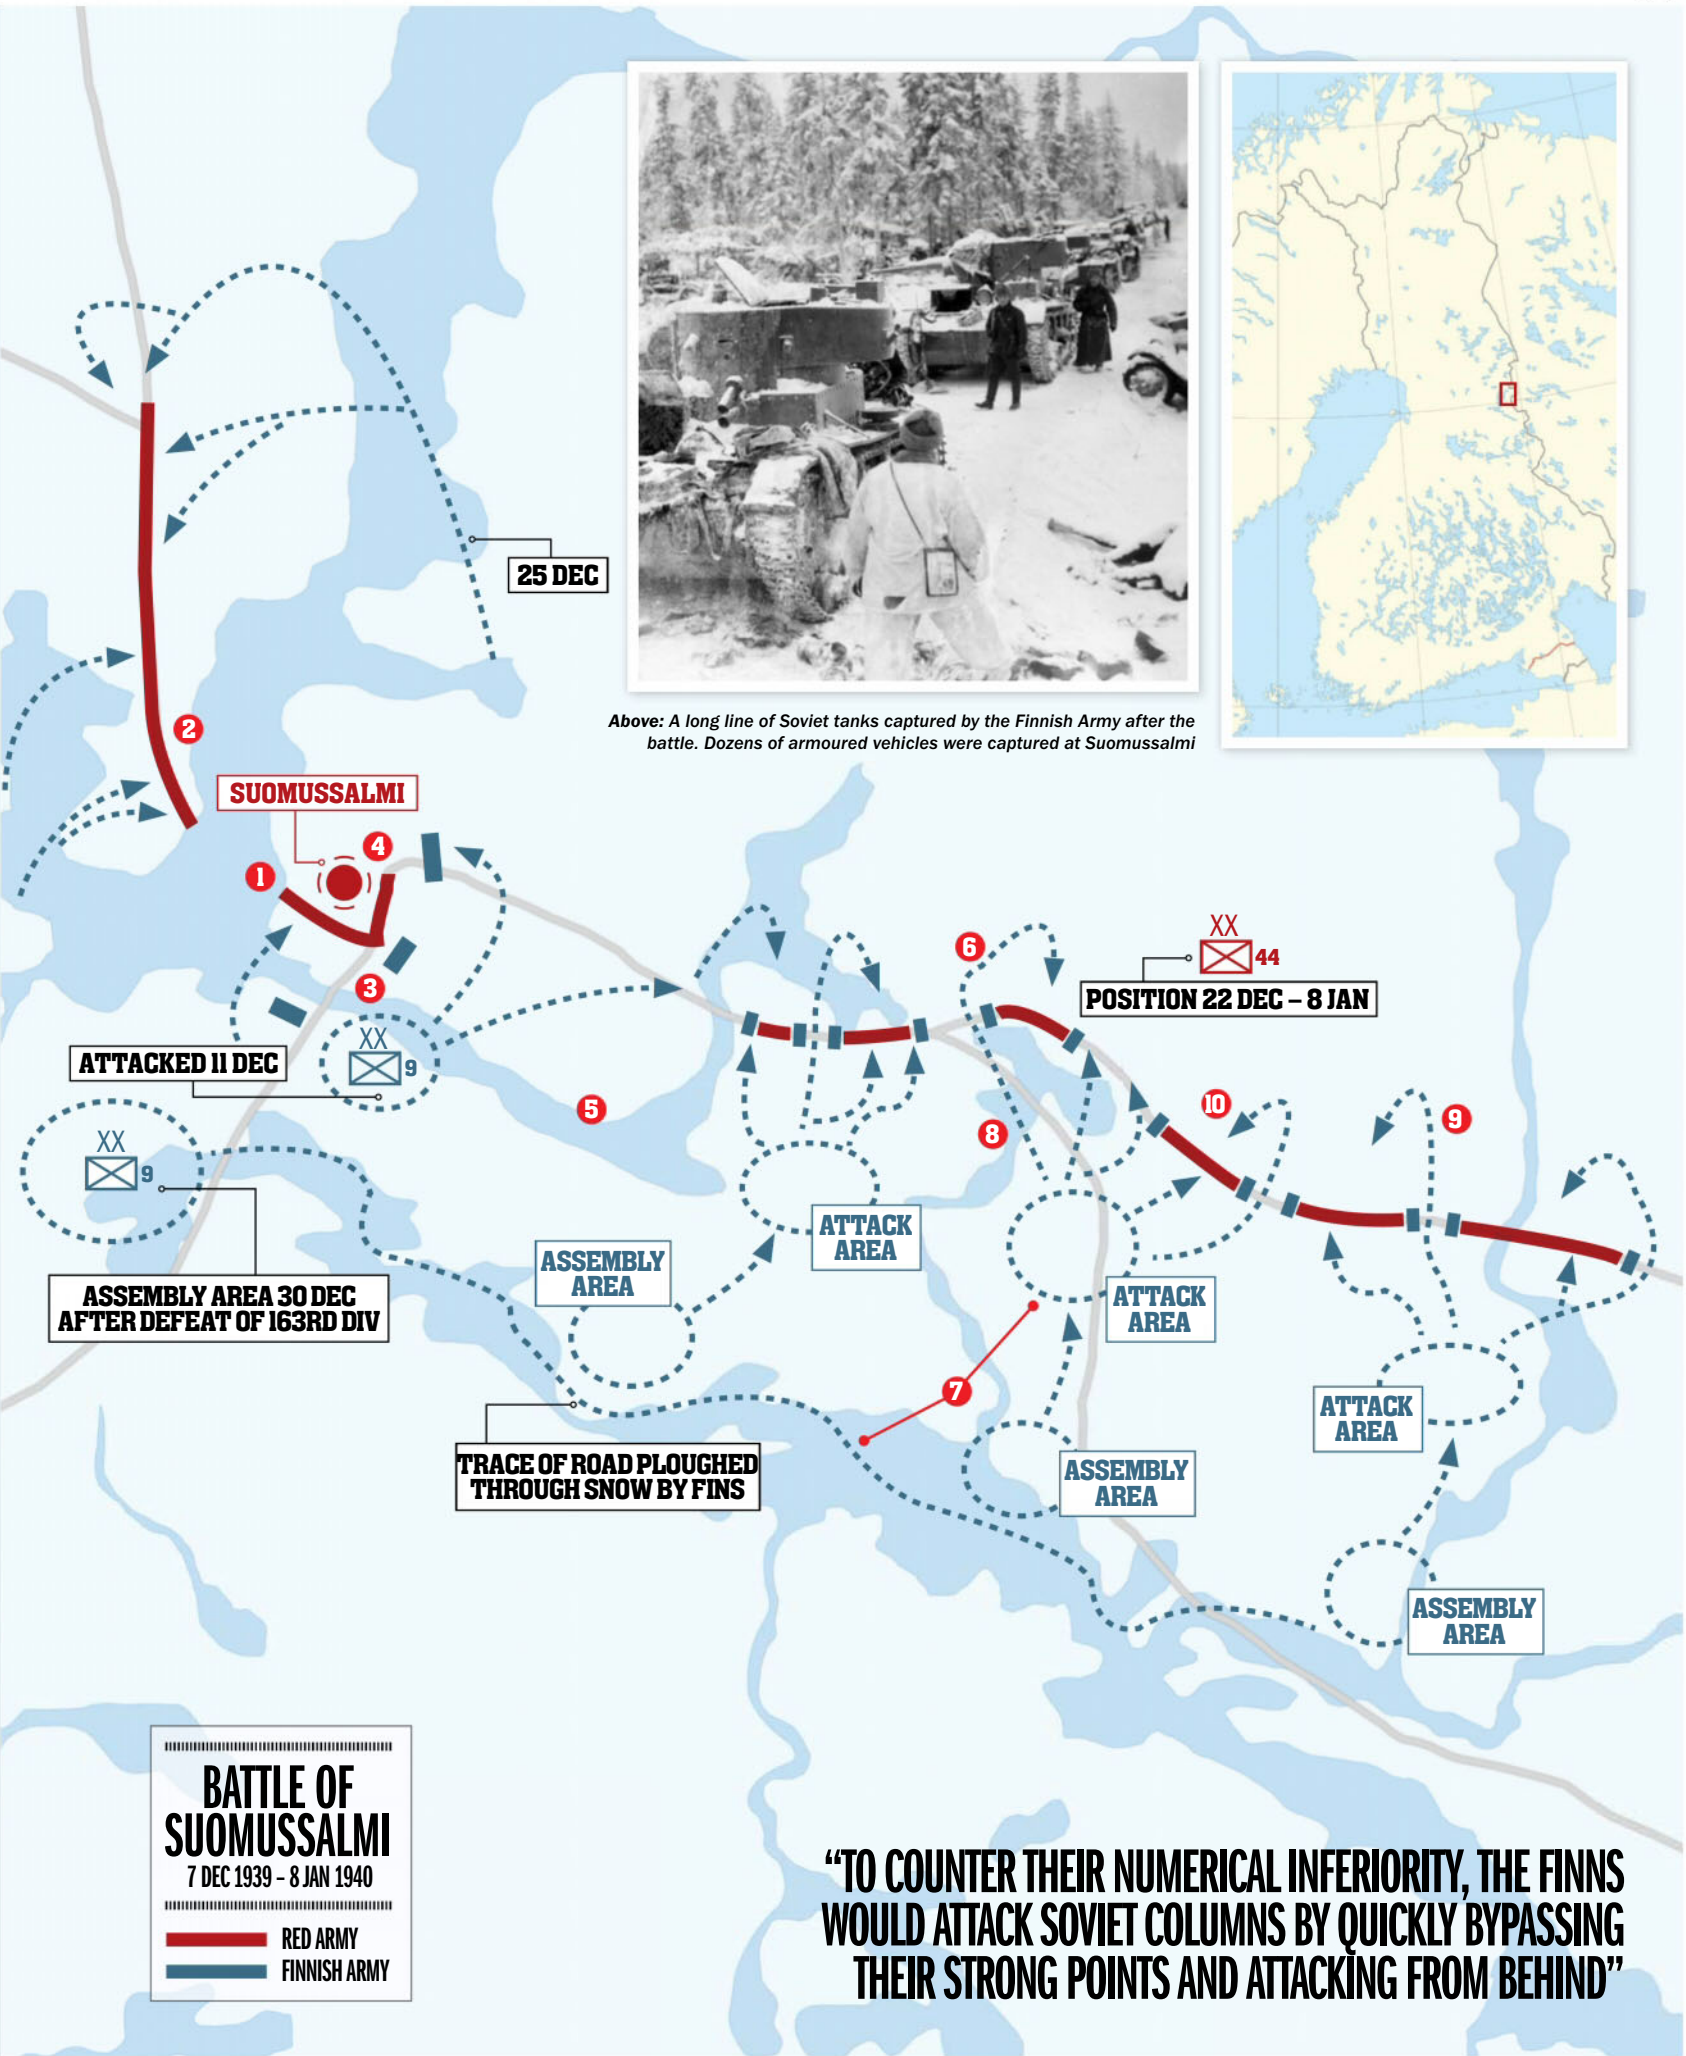 25 DEC
Above: A long line of Soviet tanks captured by the Finnish Army after the
battle. Dozens of armoured vehicles were captured at Suomussalmi
2
SUOMUSSALMI
4
1
3
XX
9
ATTACKED 11 DEC
XX
9
ASSEMBLY AREA 30 DEC
AFTER DEFEAT OF 163RD DIV
5
6
XX
44
POSITION 22 DEC – 8 JAN
10
9
8
ATTACK
AREA
ASSEMBLY
AREA
ATTACK
AREA
7
ATTACK
AREA
TRACE OF ROAD PLOUGHED
THROUGH SNOW BY FINS
ASSEMBLY
AREA
ASSEMBLY
AREA
BATTLE OF
SUOMUSSALMI
7 DEC 1939 – 8 JAN 1940
RED ARMY
FINNISH ARMY
“TO COUNTER THEIR NUMERICAL INFERIORITY, THE FINNS
WOULD ATTACK SOVIET COLUMNS BY QUICKLY BYPASSING
THEIR STRONG POINTS AND ATTACKING FROM BEHIND”